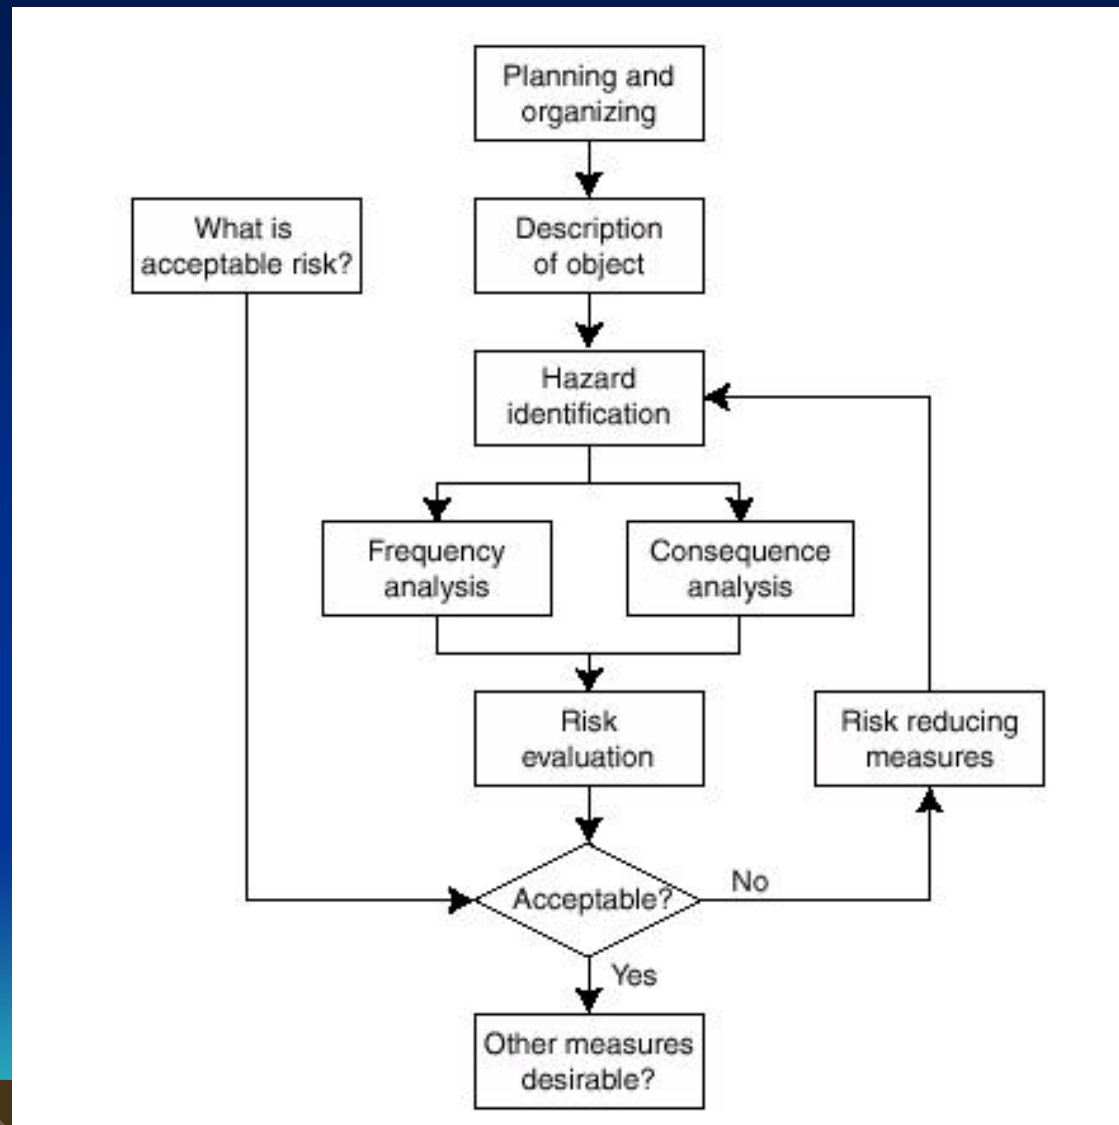 Planning and
organizing
What is
acceptable risk?
Description
of object
Hazard
identification
Frequency
analysis
Consequence
analysis
Risk
evaluation
Risk reducing
measures
Acceptable?
No
Yes
Other measures
desirable?